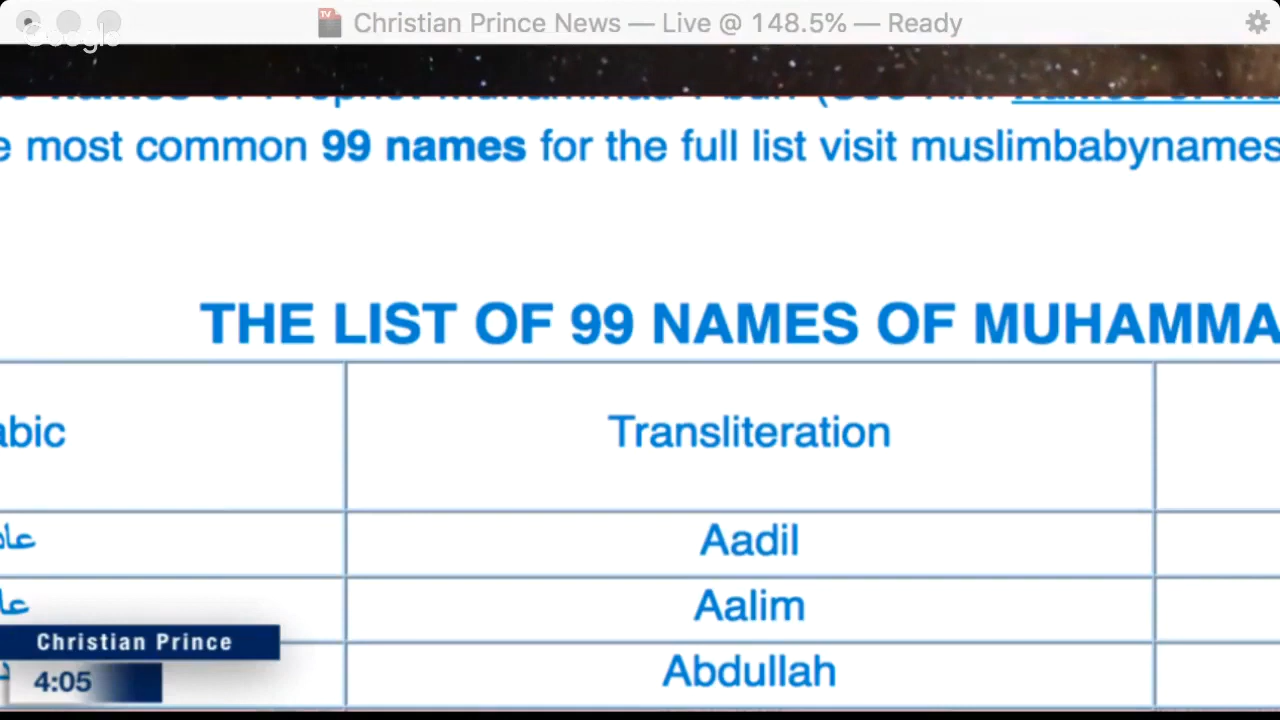 Christian Prince News — Live @ 148.5% — Ready
Google
most common 99 names for the full list visit muslimbabynames
THE LIST OF 99 NAMES OF MUHAMMA
abic
Transliteration
Aadil
Aalim
Abdullah
Christian Prince
4:05